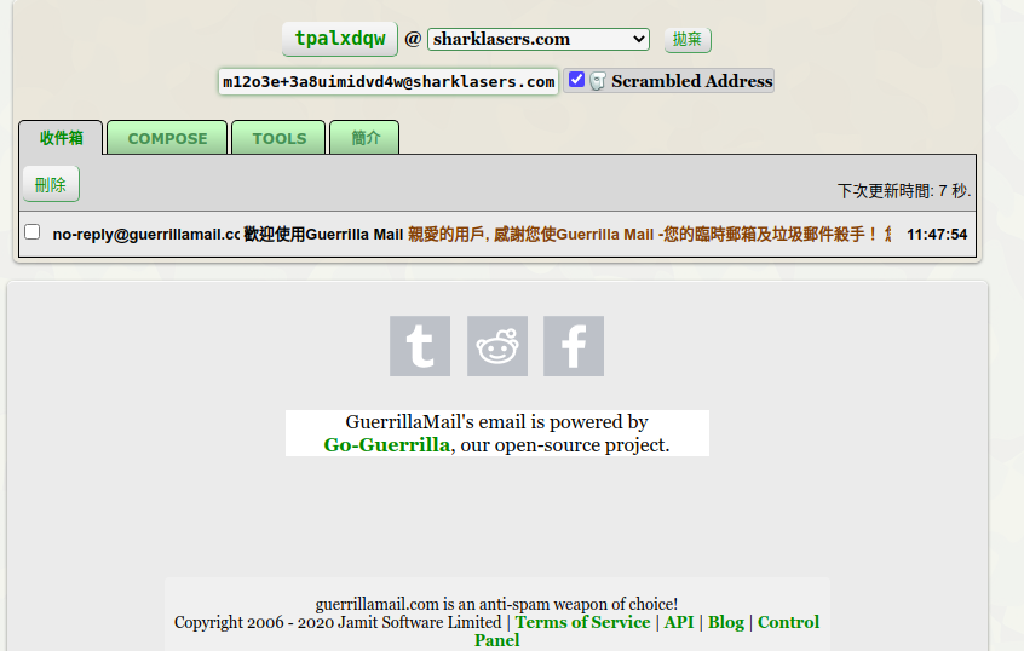 tpalxdqw @ sharklasers.com 拋棄
m12o3e+3a8uimidvd4w@sharklasers.com Scrambled Address
收件箱 COMPOSE TOOLS 簡介
刪除
下次更新時間: 7 秒.
no-reply@guerrillamail.cc 歡迎使用Guerrilla Mail 親愛的用戶, 感謝您使Guerrilla Mail -您的臨時郵箱及垃圾郵件殺手！ 11:47:54
GuerrillaMail's email is powered by
Go-Guerrilla, our open-source project.
guerrillamail.com is an anti-spam weapon of choice!
Copyright 2006 - 2020 Jamit Software Limited | Terms of Service | API | Blog | Control
Panel